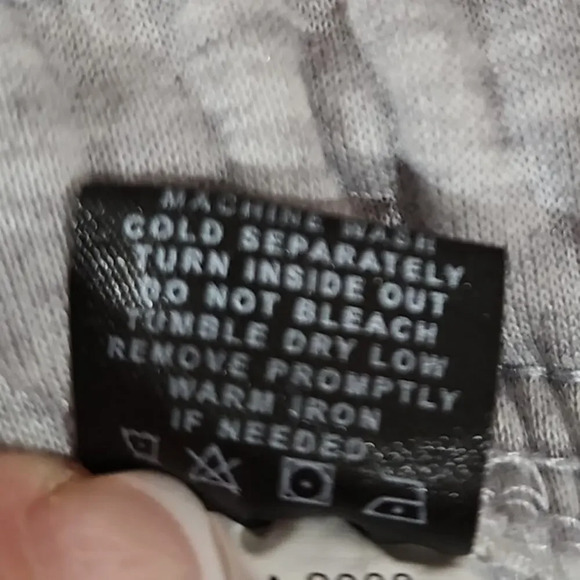 MACHINE WASH
COLD SEPARATELY
TURN INSIDE OUT
DO NOT BLEACH
TUMBLE DRY LOW
REMOVE PROMPTLY
WARM IRON
IF NEEDED